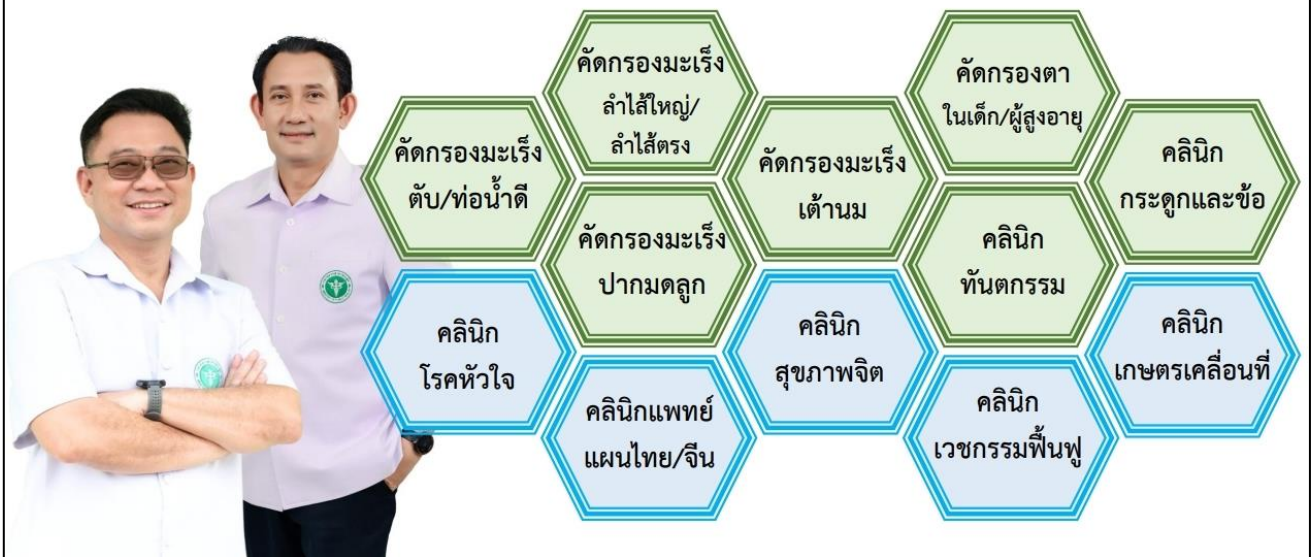 คัดกรองมะเร็ง
ตับ/ท่อน้ำดี
คัดกรองมะเร็ง
ลำไส้ใหญ่/
ลำไส้ตรง
คัดกรองมะเร็ง
ปากมดลูก
คัดกรองมะเร็ง
เต้านม
คัดกรองตา
ในเด็ก/ผู้สูงอายุ
คลินิก
ทันตกรรม
คลินิก
กระดูกและข้อ
คลินิก
โรคหัวใจ
คลินิกแพทย์
แผนไทย/จีน
คลินิก
สุขภาพจิต
คลินิก
เวชกรรมฟื้นฟู
คลินิก
เกษตรเคลื่อนที่